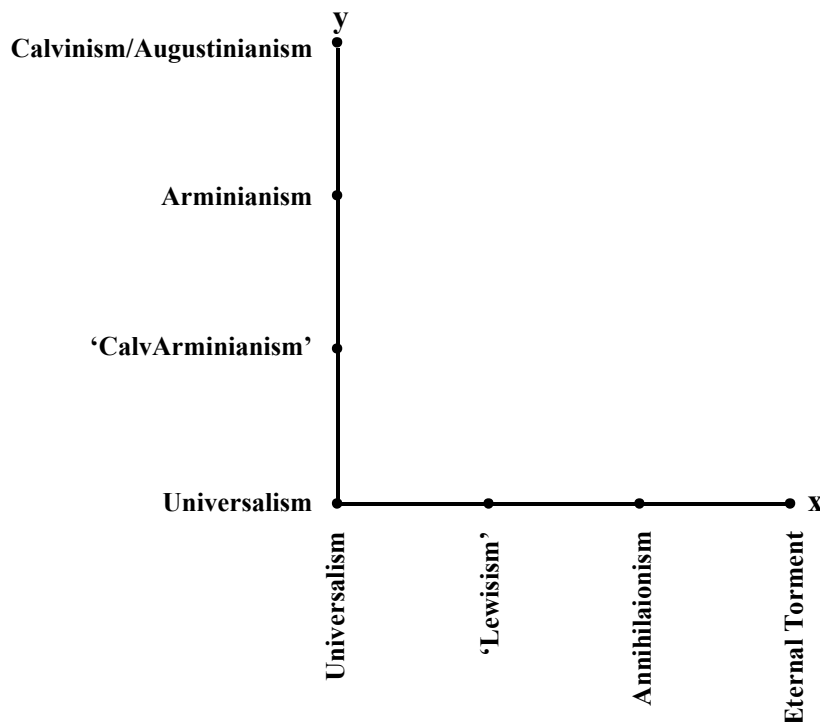 y
Calvinism/Augustinianism
Arminianism
‘CalvArminianism’
Universalism
x
Universalism
‘Lewisism’
Annihilaionism
Eternal Torment